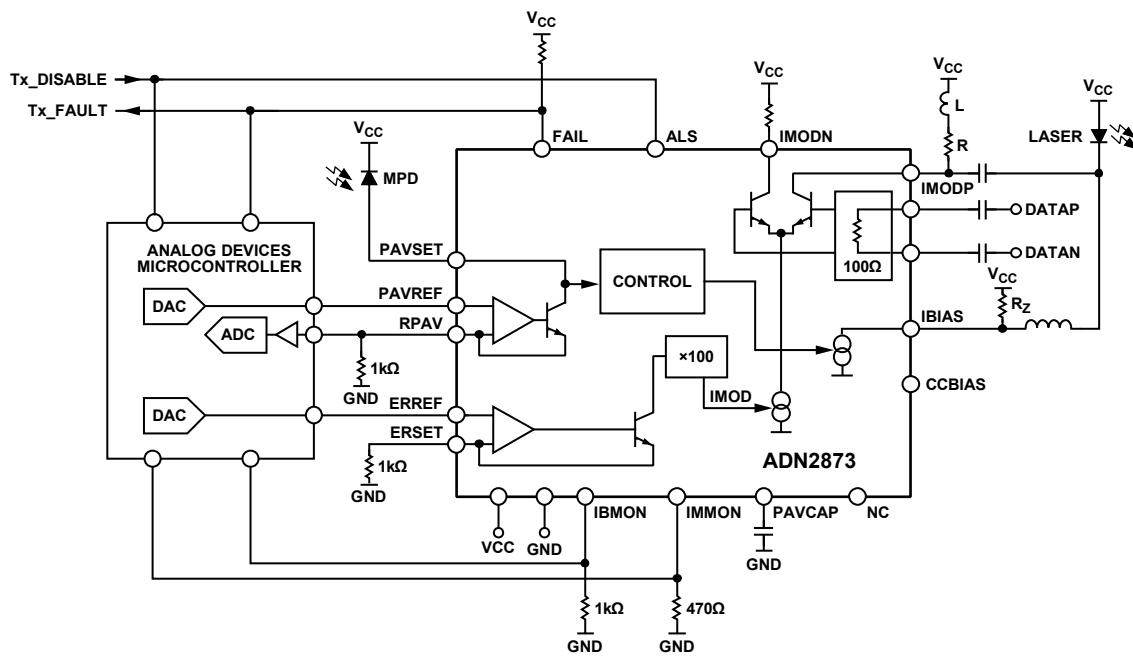 VCC
Tx_DISABLE
VCC
VCC
VCC
L
Tx_FAULT
LASER
VCC
FAIL
ALS
IMODN
R
MPD
IMODP
DATAP
ANALOG DEVICES
MICROCONTROLLER
PAVSET
DATAN
100Ω
CONTROL
VCC
DAC
PAVREF
RZ
IBIAS
ADC
RPAV
×100
1kΩ
GND
CCBIAS
IMOD
DAC
ERREF
ERSET
ADN2873
1kΩ
GND
IBMON
IMMON
PAVCAP
NC
VCC
GND
GND
1kΩ
470Ω
GND
GND